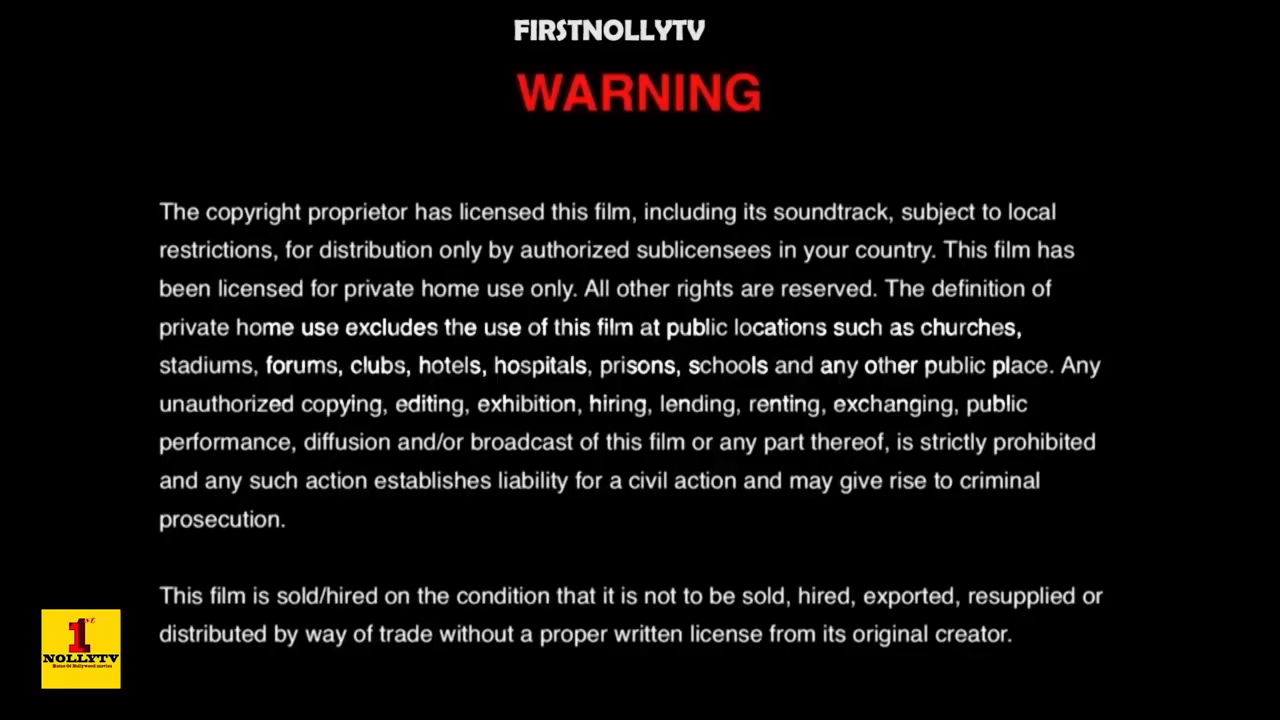 FIRSTNOLLYTV
WARNING
The copyright proprietor has licensed this film, including its soundtrack, subject to local
restrictions, for distribution only by authorized sublicensees in your country. This film has
been licensed for private home use only. All other rights are reserved. The definition of
private home use excludes the use of this film at public locations such as churches,
stadiums, forums, clubs, hotels, hospitals, prisons, schools and any other public place. Any
unauthorized copying, editing, exhibition, hiring, lending, renting, exchanging, public
performance, diffusion and/or broadcast of this film or any part thereof, is strictly prohibited
and any such action establishes liability for a civil action and may give rise to criminal
prosecution.
This film is sold/hired on the condition that it is not to be sold, hired, exported, resupplied or
distributed by way of trade without a proper written license from its original creator.
1ST
NOLLYTV
Home Of Nollywood movies